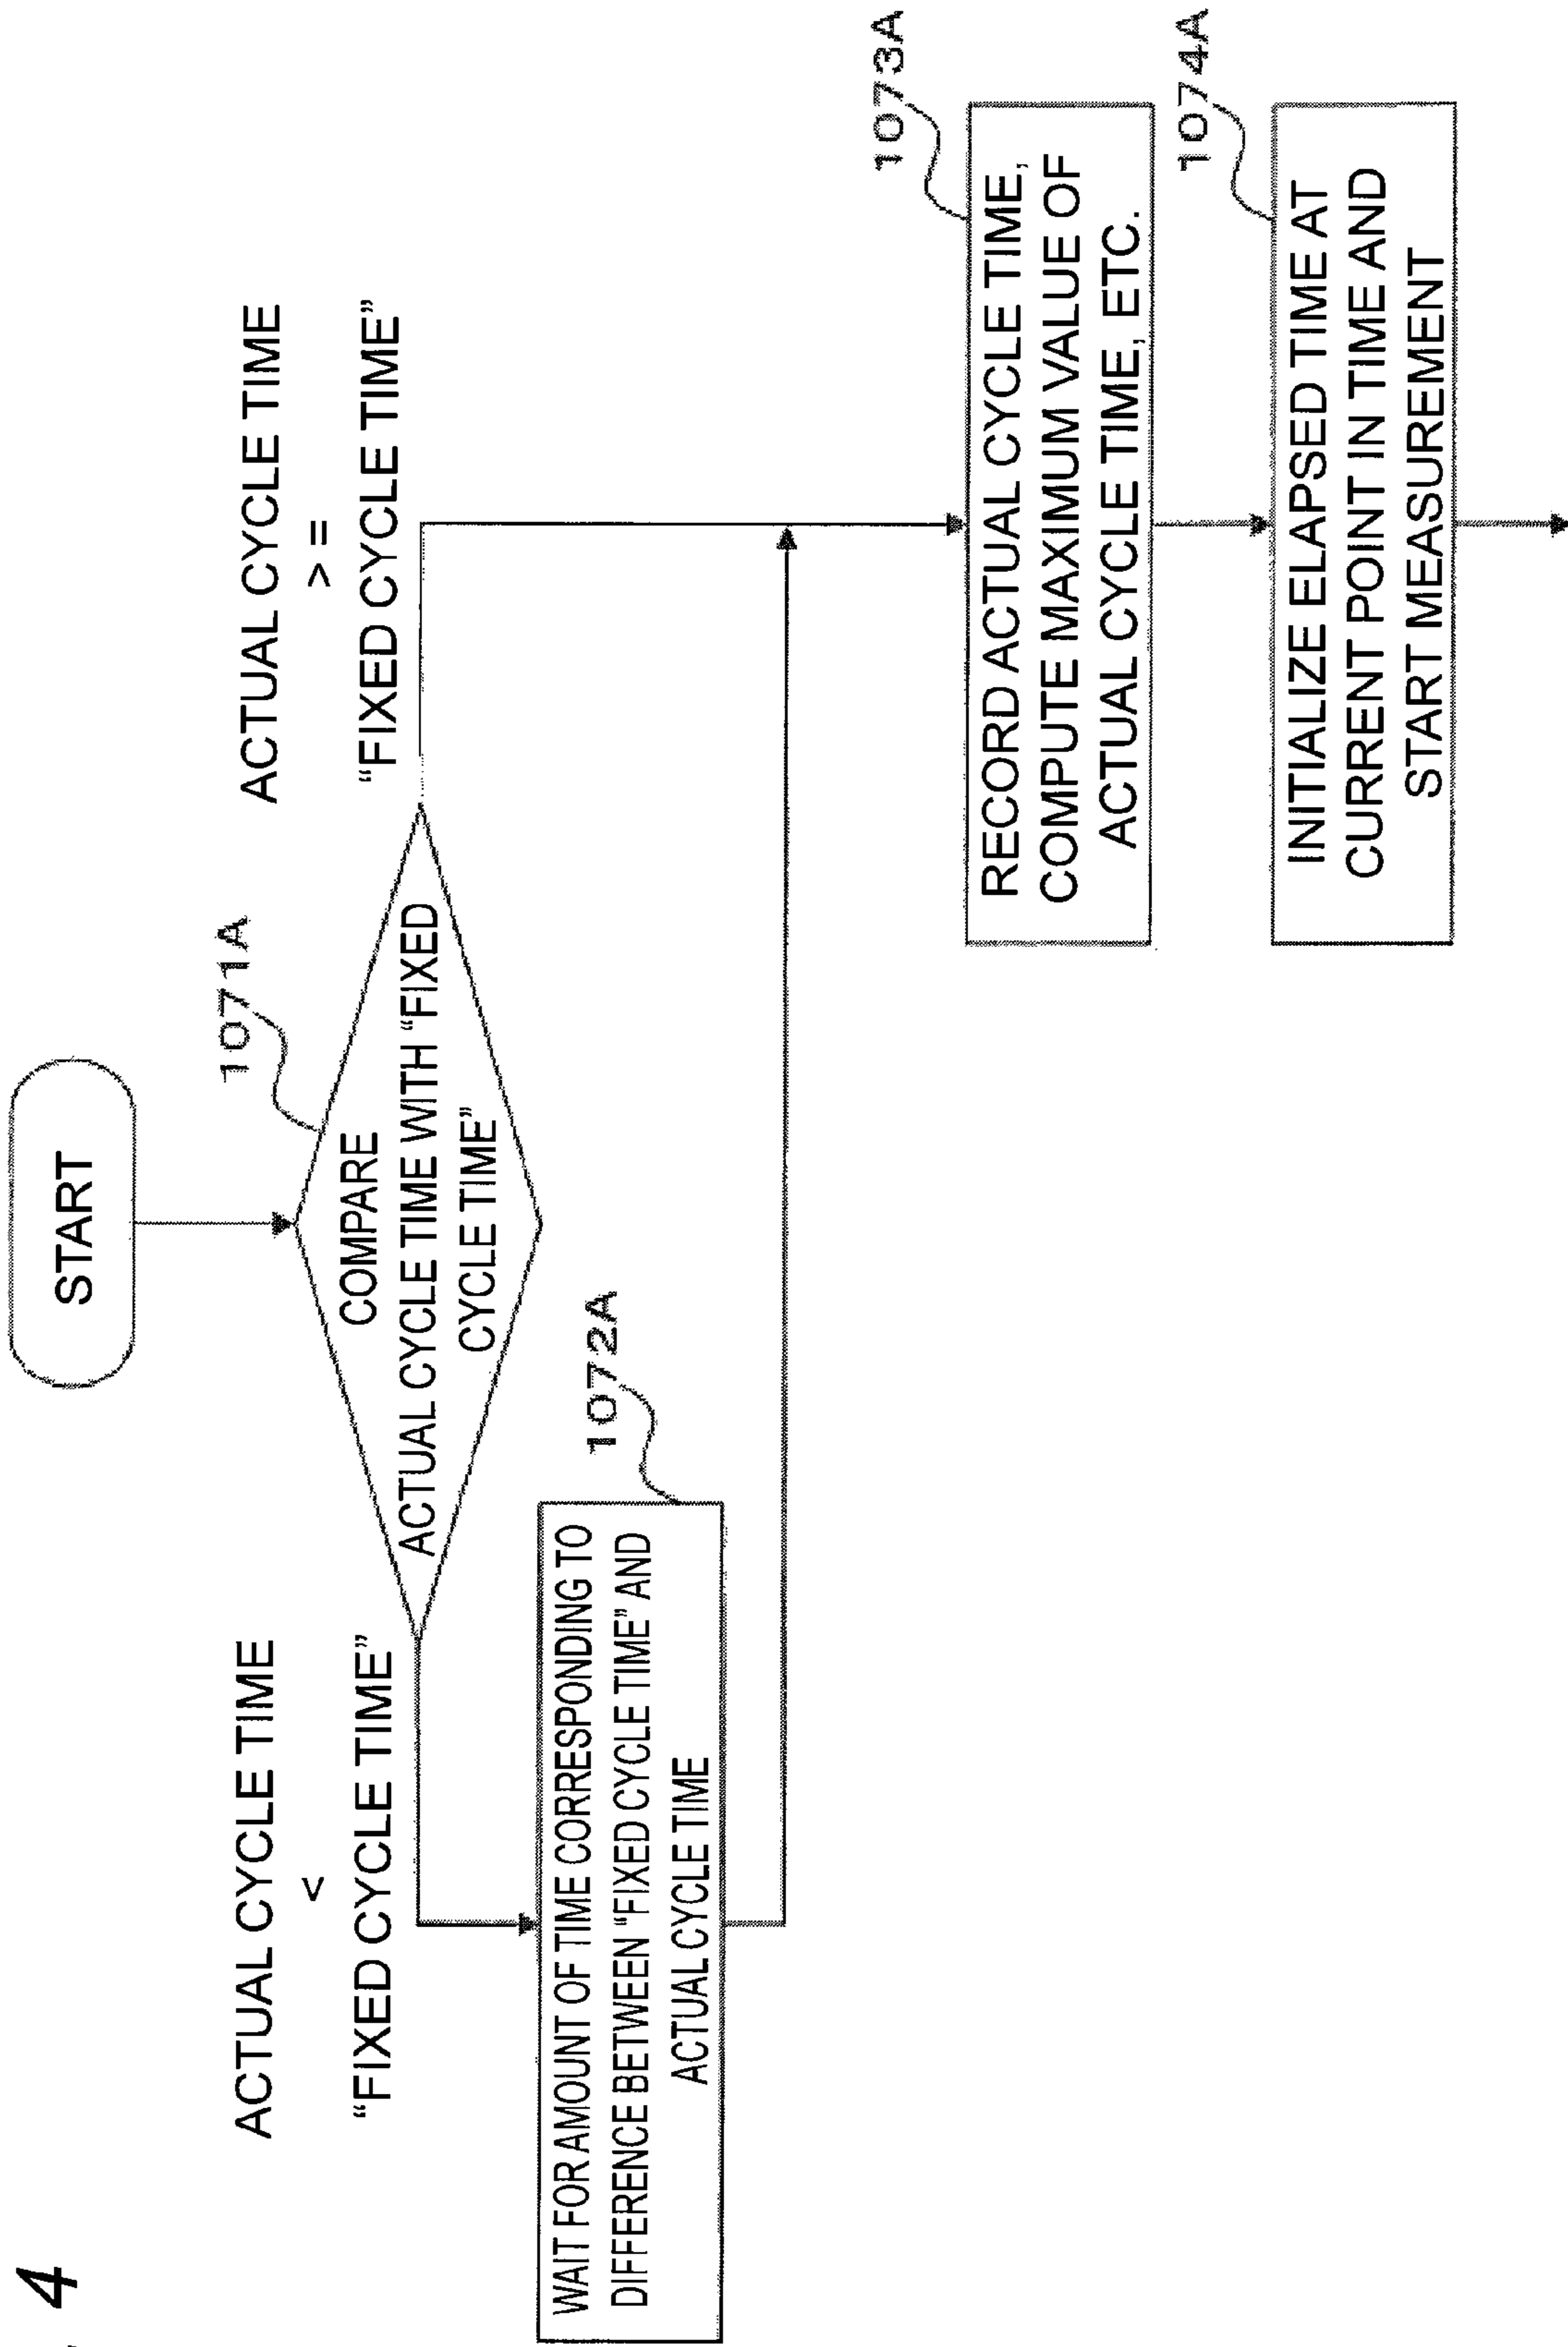 4
START
1071A
COMPARE
ACTUAL CYCLE TIME WITH "FIXED
CYCLE TIME"
ACTUAL CYCLE TIME
<
"FIXED CYCLE TIME"
ACTUAL CYCLE TIME
> =
"FIXED CYCLE TIME"
1072A
WAIT FOR AMOUNT OF TIME CORRESPONDING TO
DIFFERENCE BETWEEN "FIXED CYCLE TIME" AND
ACTUAL CYCLE TIME
1073A
RECORD ACTUAL CYCLE TIME,
COMPUTE MAXIMUM VALUE OF
ACTUAL CYCLE TIME, ETC.
1074A
INITIALIZE ELAPSED TIME AT
CURRENT POINT IN TIME AND
START MEASUREMENT